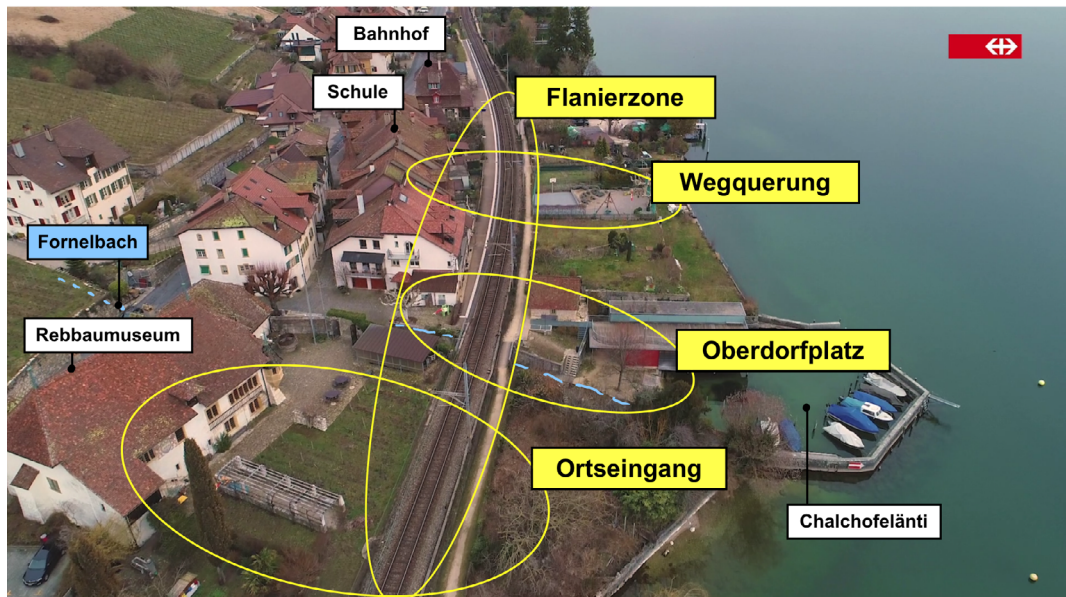 Bahnhof
Schule
Flanierzone
Wegquerung
Fornelbach
Rebbaumuseum
Oberdorfplatz
Ortseingang
Chalchofelänti